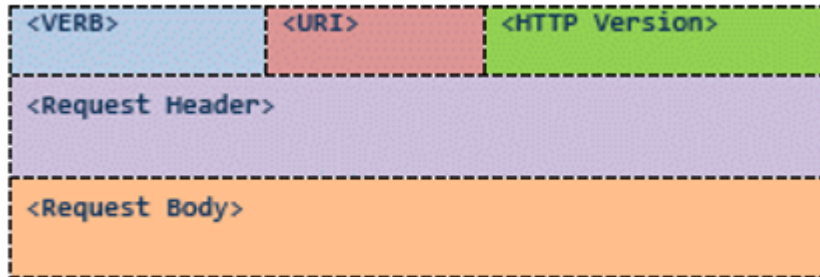 <VERB> <URI> <HTTP Version>
<Request Header>
<Request Body>